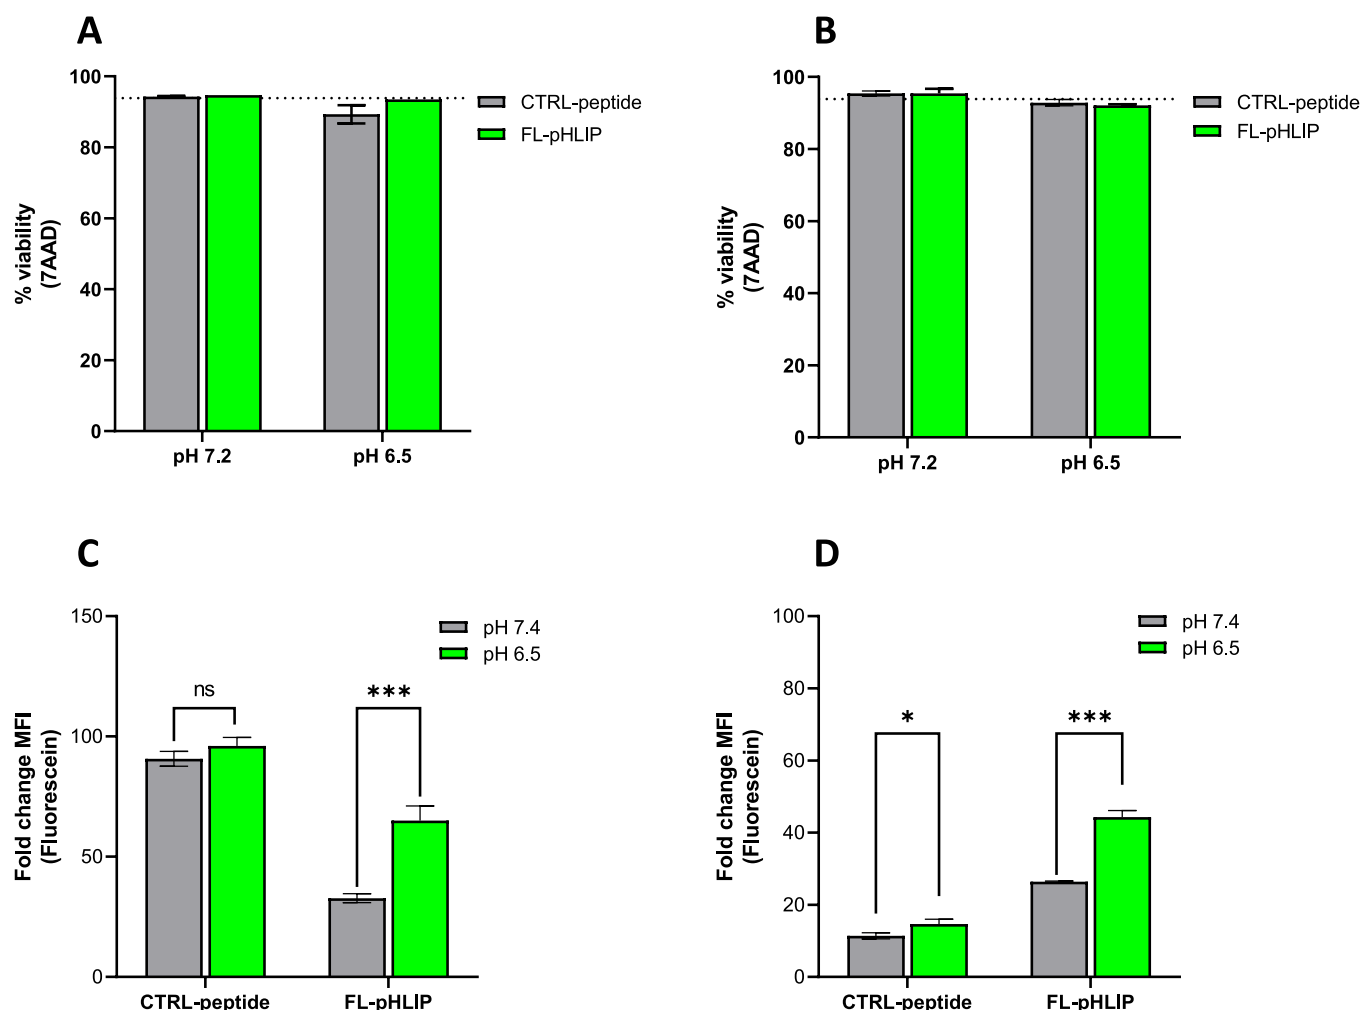 A
100
80
60
40
20
0
% viability
(7AAD)
pH 7.2
pH 6.5
CTRL-peptide
FL-pHLIP
B
100
80
60
40
20
0
% viability
(7AAD)
pH 7.2
pH 6.5
CTRL-peptide
FL-pHLIP
C
150
100
50
0
Fold change MFI
(Fluorescein)
ns
***
pH 7.4
pH 6.5
CTRL-peptide
FL-pHLIP
D
100
80
60
40
20
0
Fold change MFI
(Fluorescein)
*
***
pH 7.4
pH 6.5
CTRL-peptide
FL-pHLIP